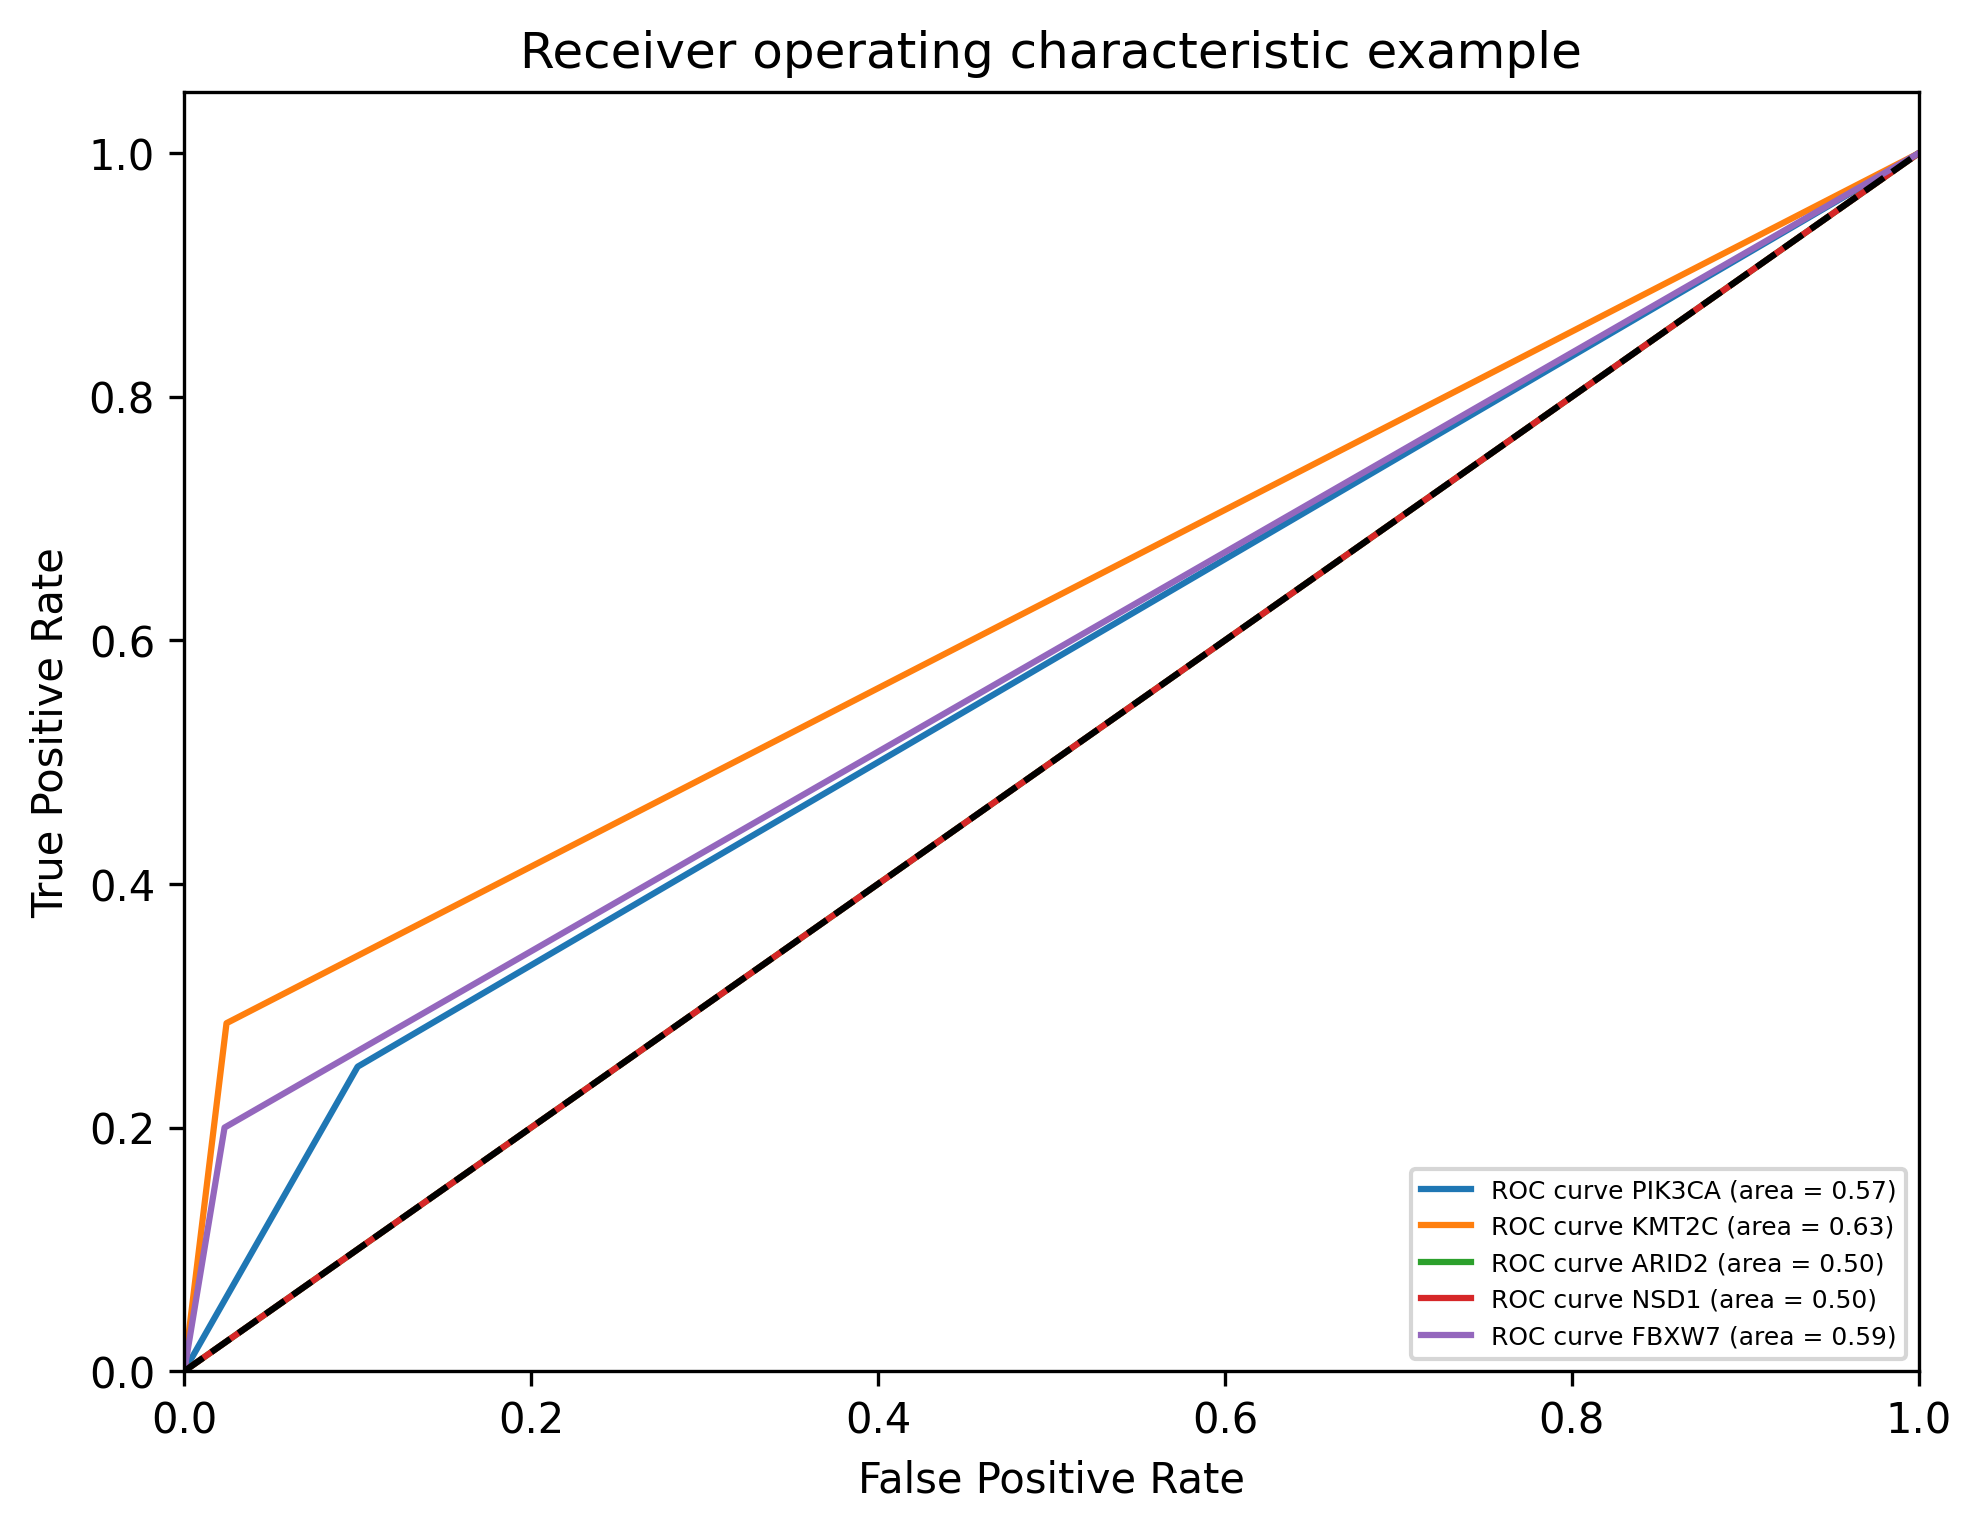 Receiver operating characteristic example
True Positive Rate
1.0
0.8
0.6
0.4
0.2
0.0
ROC curve PIK3CA (area = 0.57)
ROC curve KMT2C (area = 0.63)
ROC curve ARID2 (area = 0.50)
ROC curve NSD1 (area = 0.50)
ROC curve FBXW7 (area = 0.59)
0.0 0.2 0.4 0.6 0.8 1.0
False Positive Rate